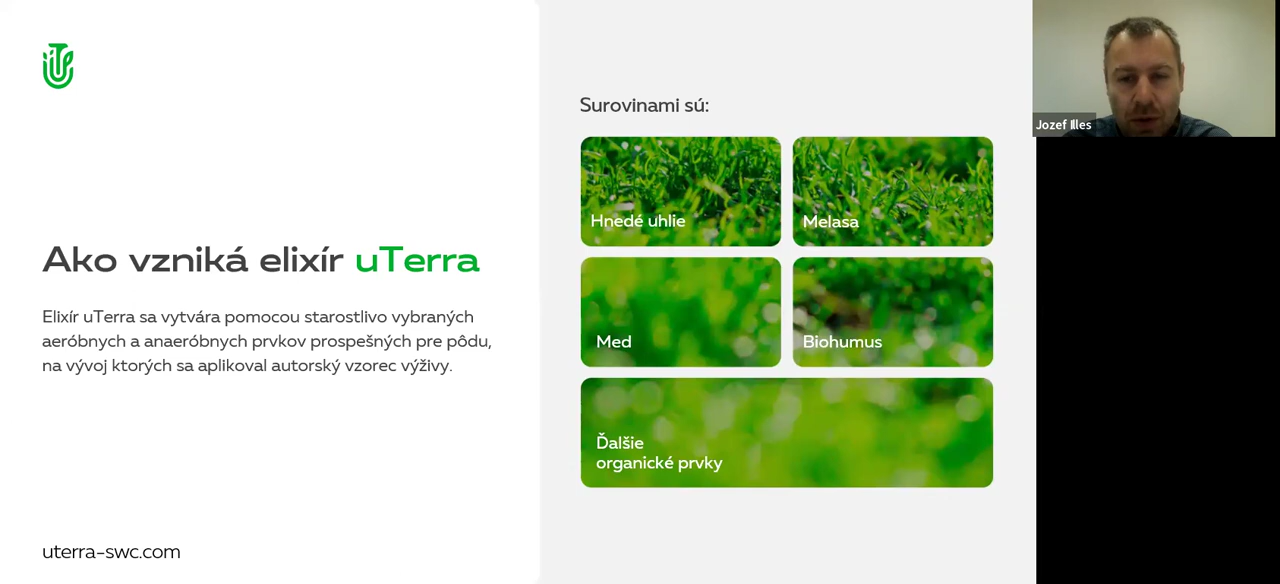 Ako vzniká elixír uTerra
Elixír uTerra sa vytvára pomocou starostlivo vybraných
aeróbnych a anaeróbnych prvkov prospešných pre pôdu,
na vývoj ktorých sa aplikoval autorský vzorec výživy.
uterra-swc.com
Surovinami sú:
Hnedé uhlie
Melasa
Med
Biohumus
Ďalšie
organické prvky
Jozef Illes